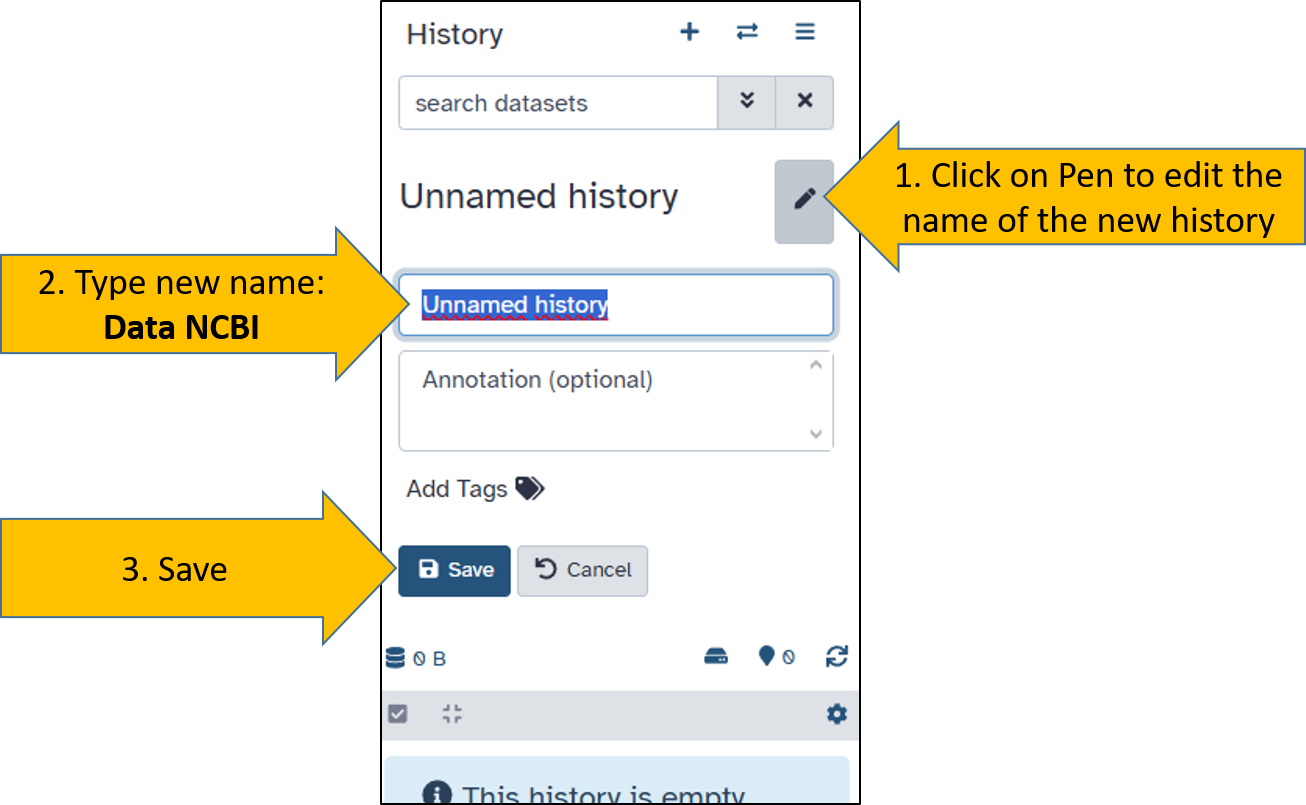 History
search datasets
1. Click on Pen to edit the
name of the new history
Unnamed history
2. Type new name:
Data NCBI
Unnamed history
Annotation (optional)
Add Tags
3. Save
Save
Cancel
0 B
0
This history is empty